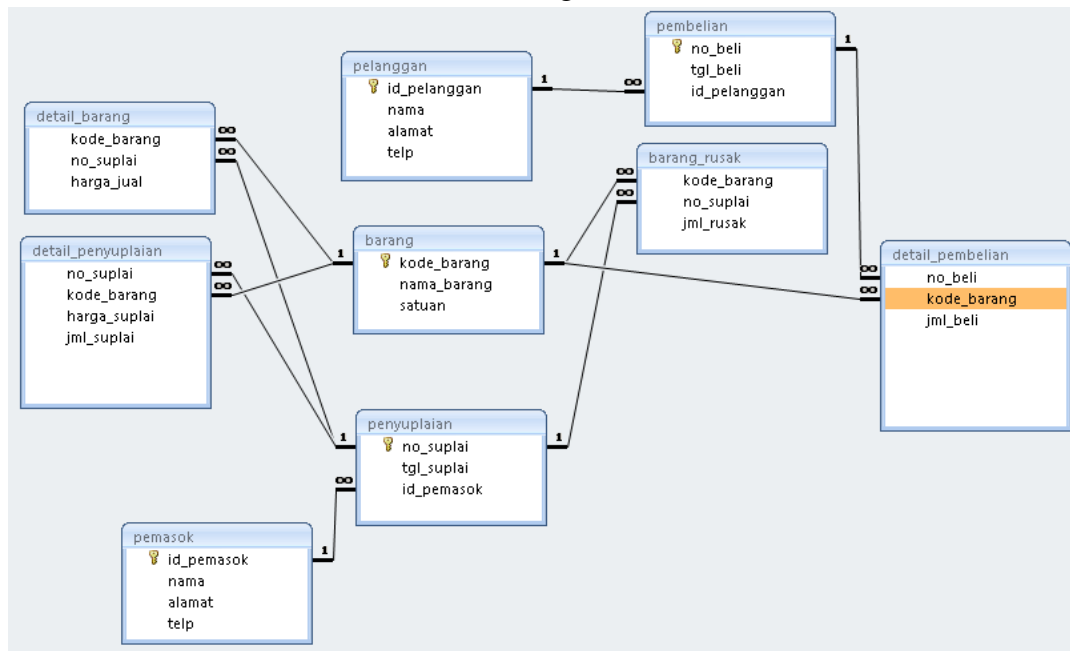 pembelian
no_beli
tgl_beli
id_pelanggan
pelanggan
id_pelanggan
nama
alamat
telp
detail_barang
kode_barang
no_suplai
harga_jual
barang_rusak
kode_barang
no_suplai
jml_rusak
barang
kode_barang
nama_barang
satuan
detail_penyuplaian
no_suplai
kode_barang
harga_suplai
jml_suplai
detail_pembelian
no_beli
kode_barang
jml_beli
penyuplaian
no_suplai
tgl_suplai
id_pemasok
pemasok
id_pemasok
nama
alamat
telp
1
∞
1
∞
∞
∞
∞
1
1
∞
∞
∞
∞
1
1
∞
1